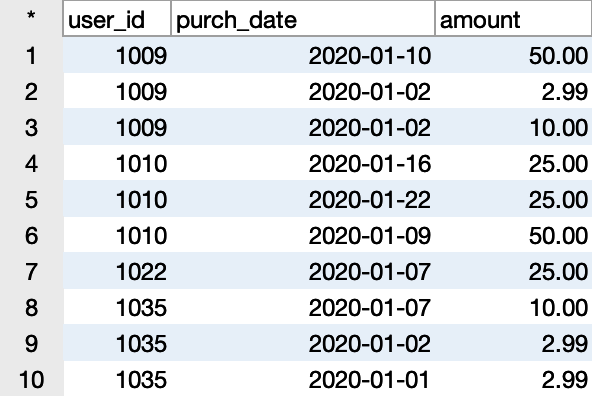 * user_id purch_date amount
1 1009 2020-01-10 50.00
2 1009 2020-01-02 2.99
3 1009 2020-01-02 10.00
4 1010 2020-01-16 25.00
5 1010 2020-01-22 25.00
6 1010 2020-01-09 50.00
7 1022 2020-01-07 25.00
8 1035 2020-01-07 10.00
9 1035 2020-01-02 2.99
10 1035 2020-01-01 2.99